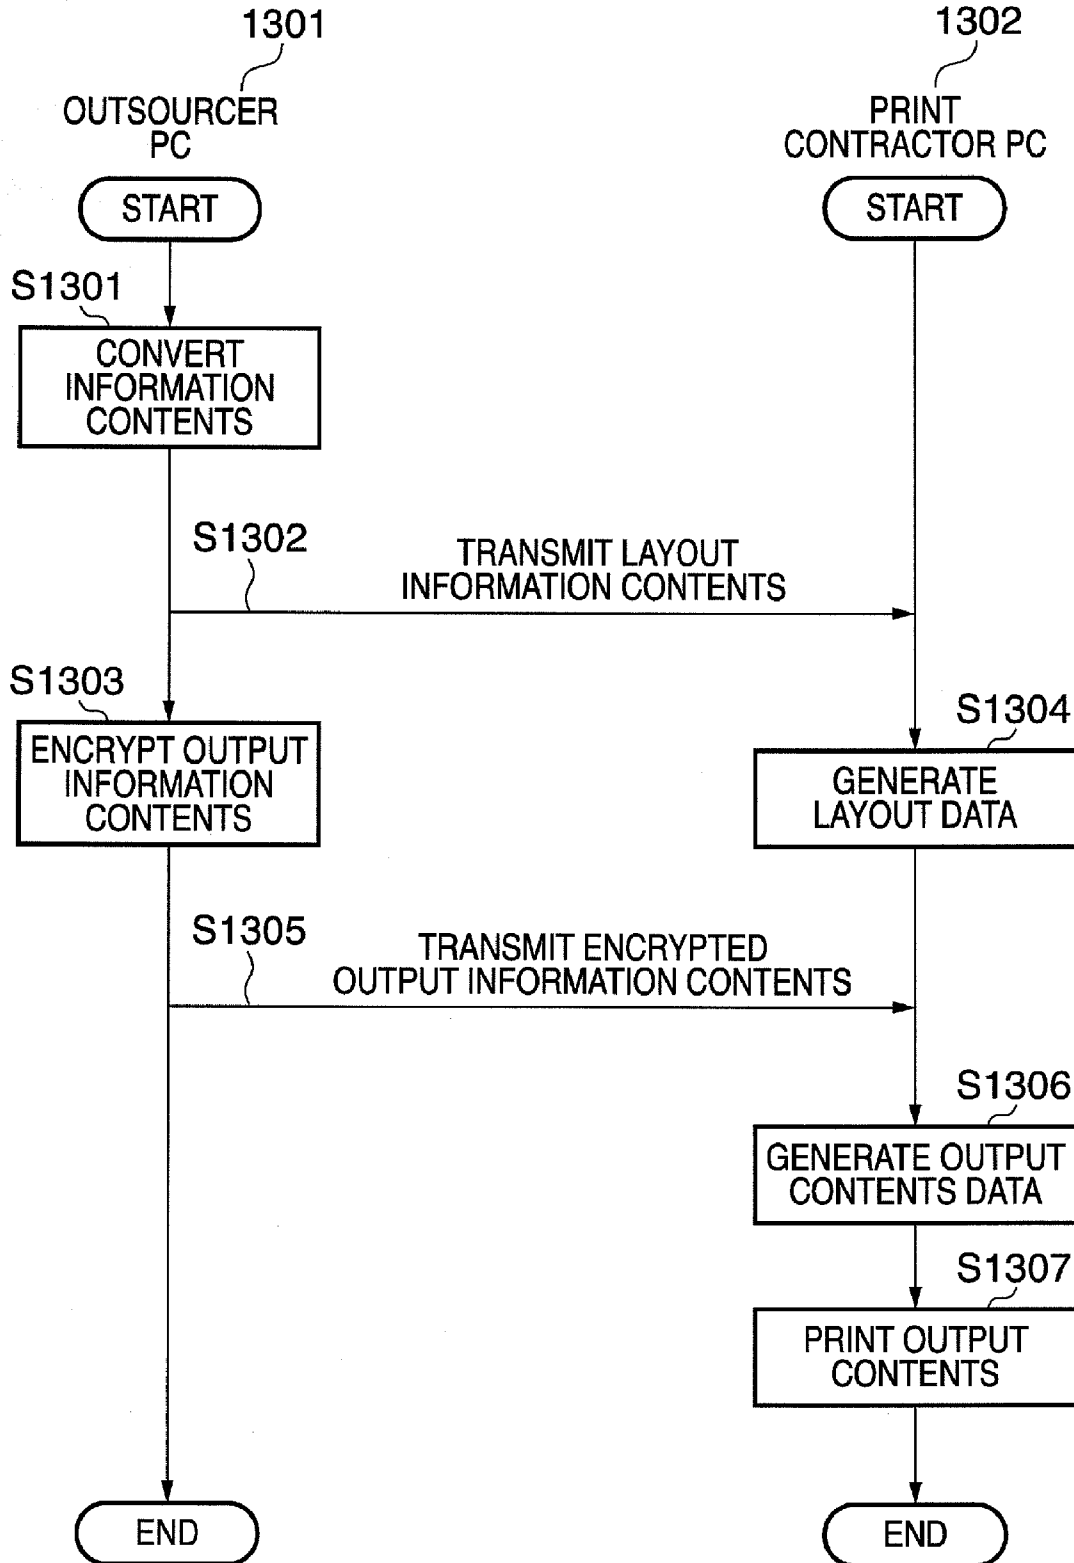 1301
1302
OUTSOURCER
PC
PRINT
CONTRACTOR PC
START
START
S1301
CONVERT
INFORMATION
CONTENTS
S1302
TRANSMIT LAYOUT
INFORMATION CONTENTS
S1303
ENCRYPT OUTPUT
INFORMATION
CONTENTS
S1304
GENERATE
LAYOUT DATA
S1305
TRANSMIT ENCRYPTED
OUTPUT INFORMATION CONTENTS
S1306
GENERATE OUTPUT
CONTENTS DATA
S1307
PRINT OUTPUT
CONTENTS
END
END